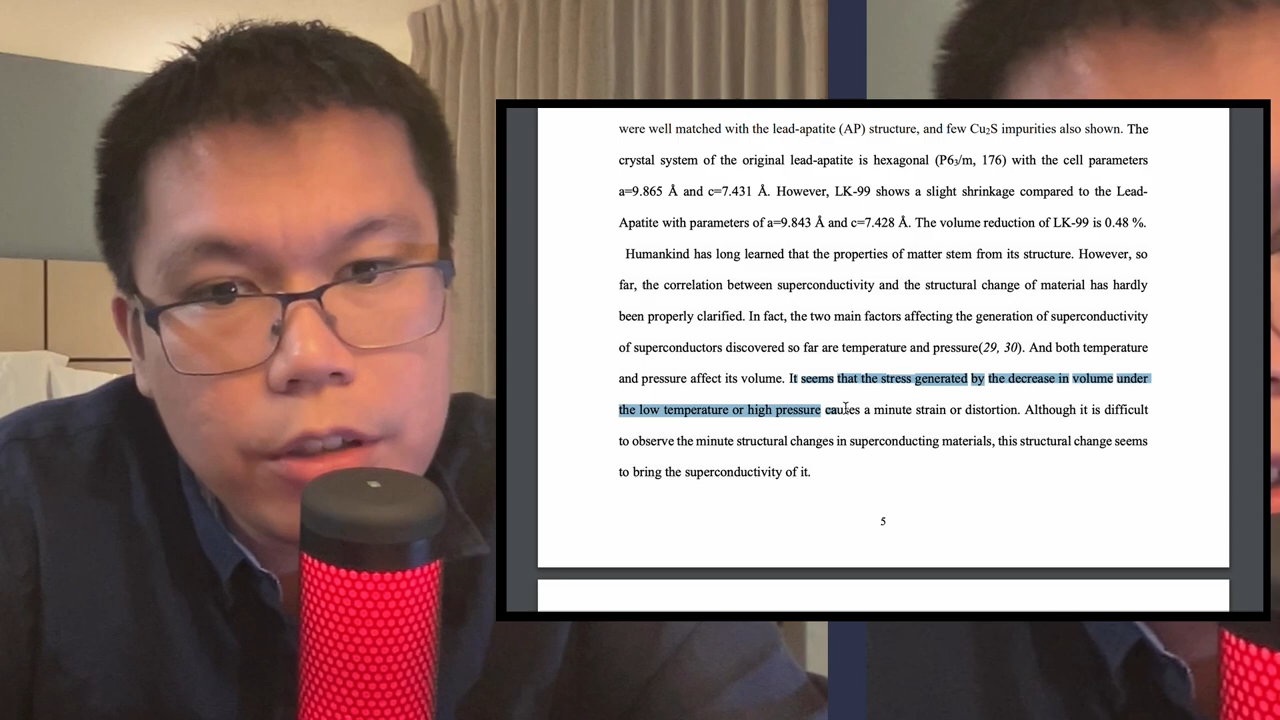 were well matched with the lead-apatite (AP) structure, and few Cu₂S impurities also shown. The
crystal system of the original lead-apatite is hexagonal (P6₃/m, 176) with the cell parameters
a=9.865 Å and c=7.431 Å. However, LK-99 shows a slight shrinkage compared to the Lead-
Apatite with parameters of a=9.843 Å and c=7.428 Å. The volume reduction of LK-99 is 0.48 %.
Humankind has long learned that the properties of matter stem from its structure. However, so
far, the correlation between superconductivity and the structural change of material has hardly
been properly clarified. In fact, the two main factors affecting the generation of superconductivity
of superconductors discovered so far are temperature and pressure(29, 30). And both temperature
and pressure affect its volume. It seems that the stress generated by the decrease in volume under
the low temperature or high pressure causes a minute strain or distortion. Although it is difficult
to observe the minute structural changes in superconducting materials, this structural change seems
to bring the superconductivity of it.
5